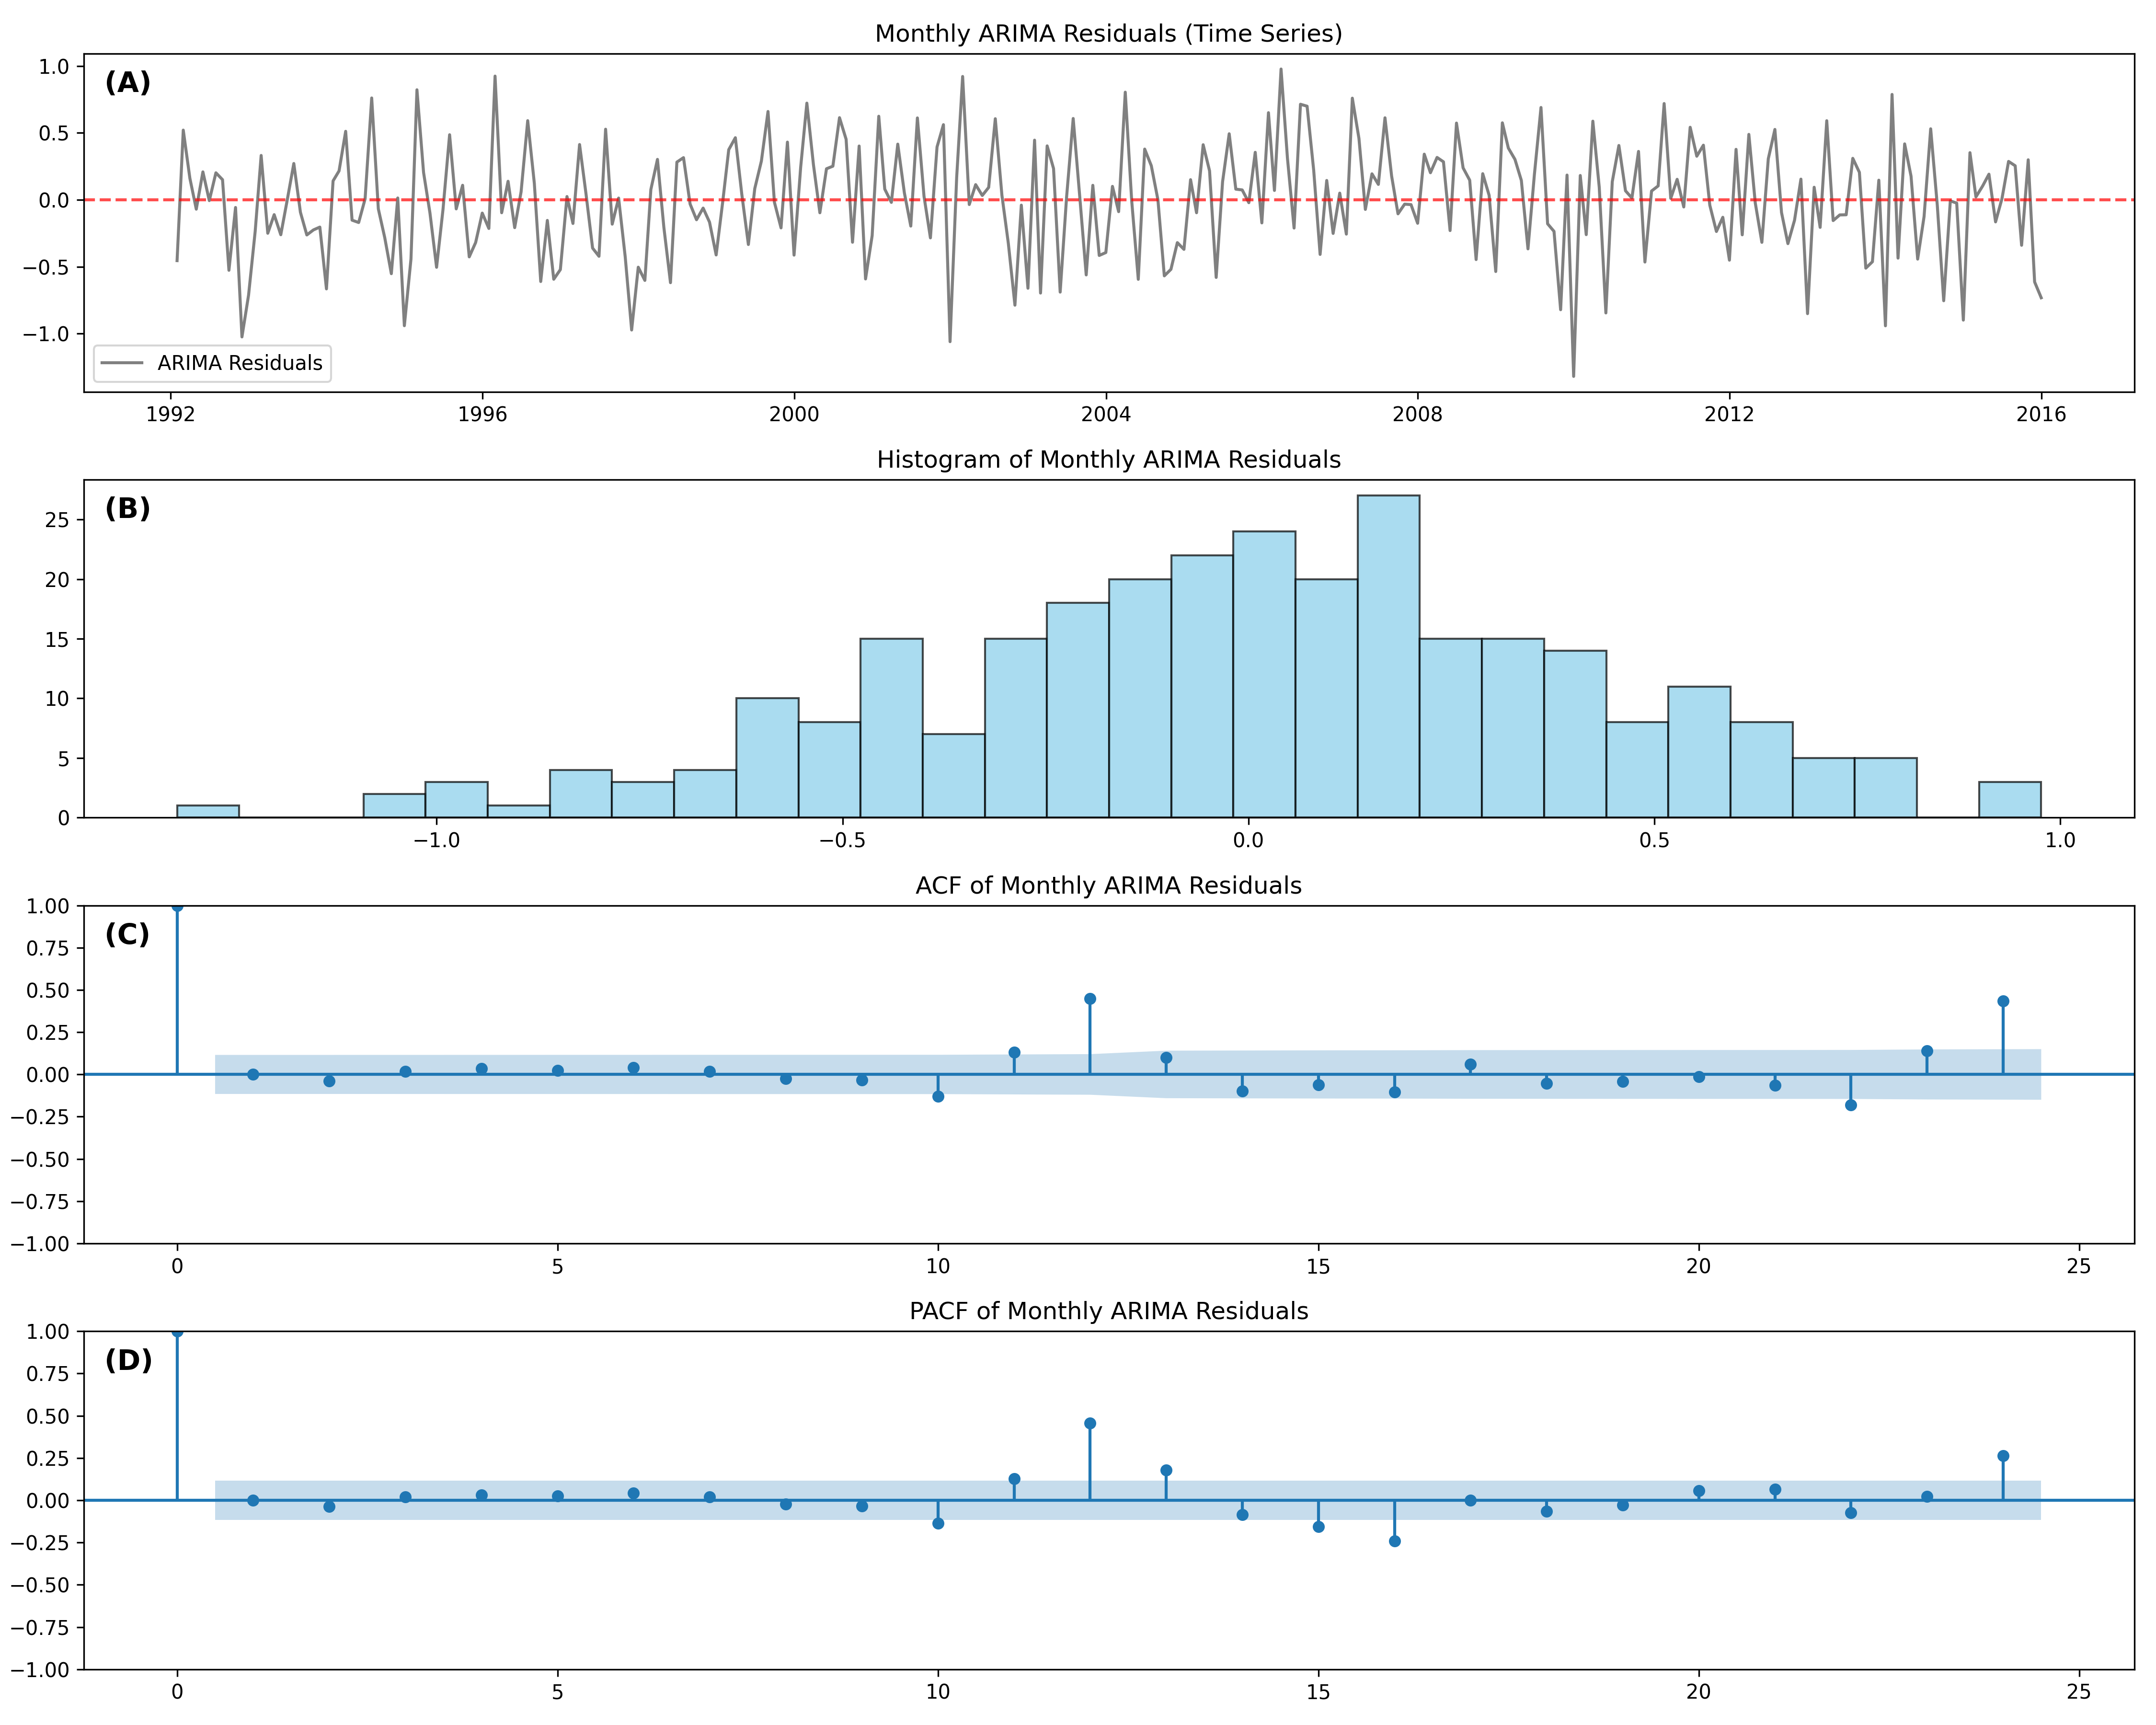 Monthly ARIMA Residuals (Time Series)
(A)
1.0
0.5
0.0
−0.5
−1.0
ARIMA Residuals
1992 1996 2000 2004 2008 2012 2016
Histogram of Monthly ARIMA Residuals
(B)
25
20
15
10
5
0
−1.0 −0.5 0.0 0.5 1.0
ACF of Monthly ARIMA Residuals
(C)
1.00
0.75
0.50
0.25
0.00
−0.25
−0.50
−0.75
−1.00
0 5 10 15 20 25
PACF of Monthly ARIMA Residuals
(D)
1.00
0.75
0.50
0.25
0.00
−0.25
−0.50
−0.75
−1.00
0 5 10 15 20 25